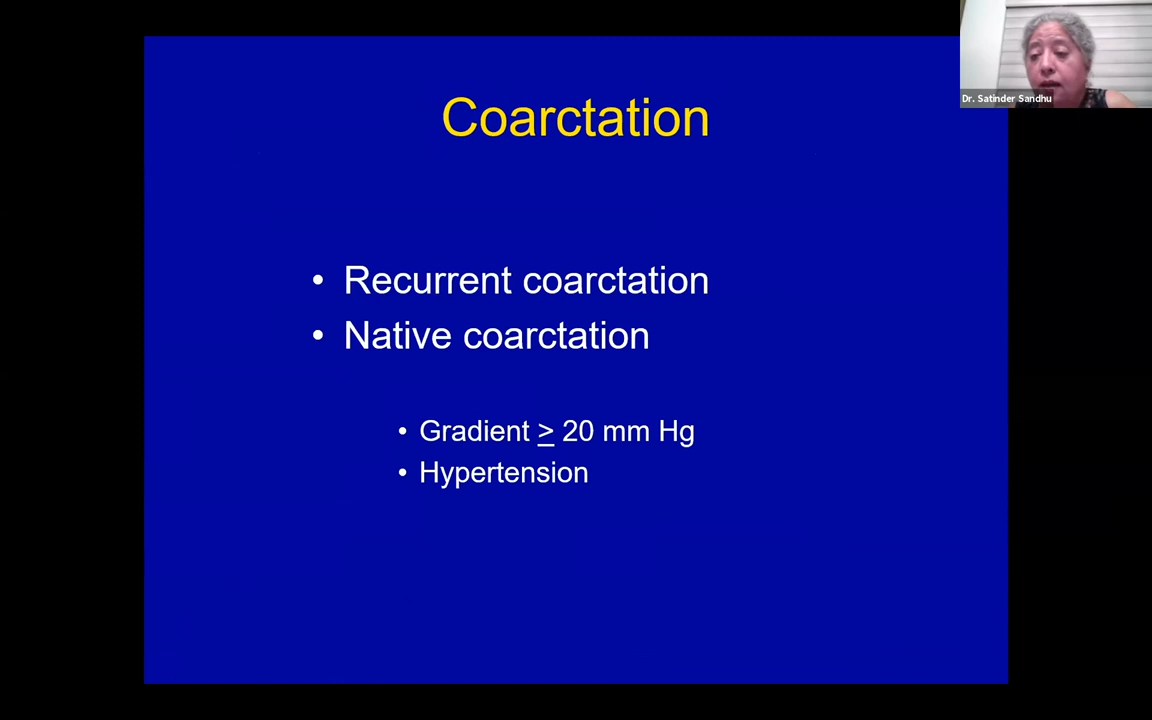 Coarctation
Dr. Satinder Sandhu
• Recurrent coarctation
• Native coarctation
• Gradient ≥ 20 mm Hg
• Hypertension